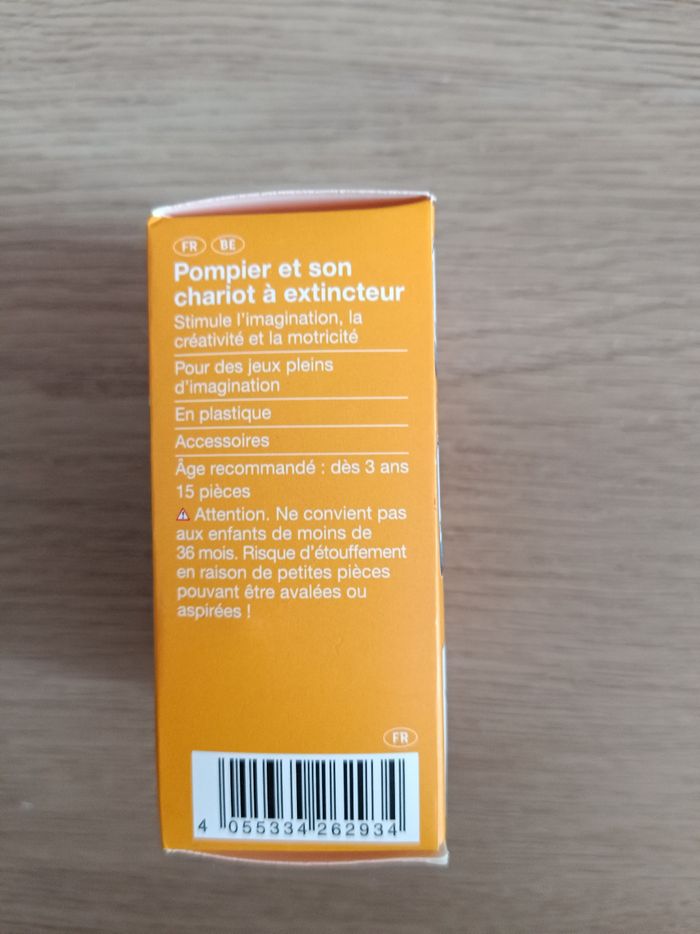 FR BE
Pompier et son
chariot à extincteur
Stimule l'imagination, la
créativité et la motricité
Pour des jeux pleins
d'imagination
En plastique
Accessoires
Âge recommandé : dès 3 ans
15 pièces
Attention. Ne convient pas
aux enfants de moins de
36 mois. Risque d'étouffement
en raison de petites pièces
pouvant être avalées ou
aspirées !
FR
4 055334 262934